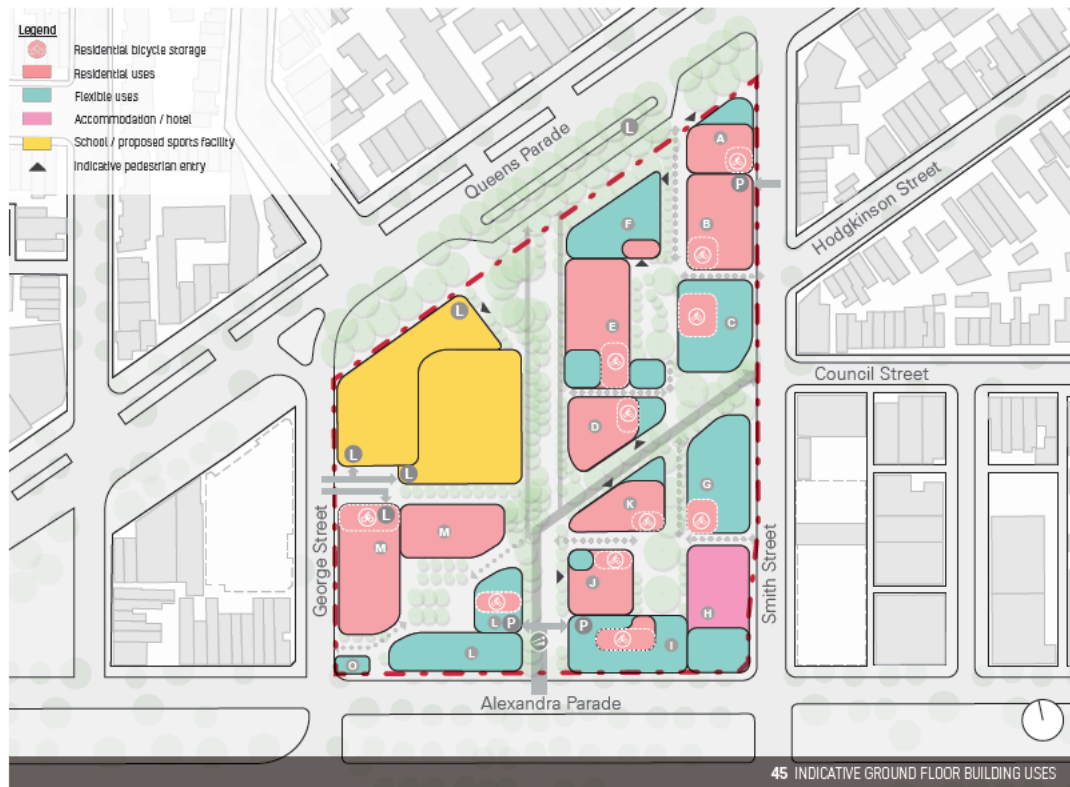 Legend
Residential bicycle storage
Residential uses
Flexible uses
Accommodation / hotel
School / proposed sports facility
Indicative pedestrian entry
Queens Parade
L
A
P
B
Hodgkinson Street
F
L
E
C
Council Street
D
L
L
G
K
L
M
M
George Street
Smith Street
J
H
L P
P
L
I
O
Alexandra Parade
45 INDICATIVE GROUND FLOOR BUILDING USES